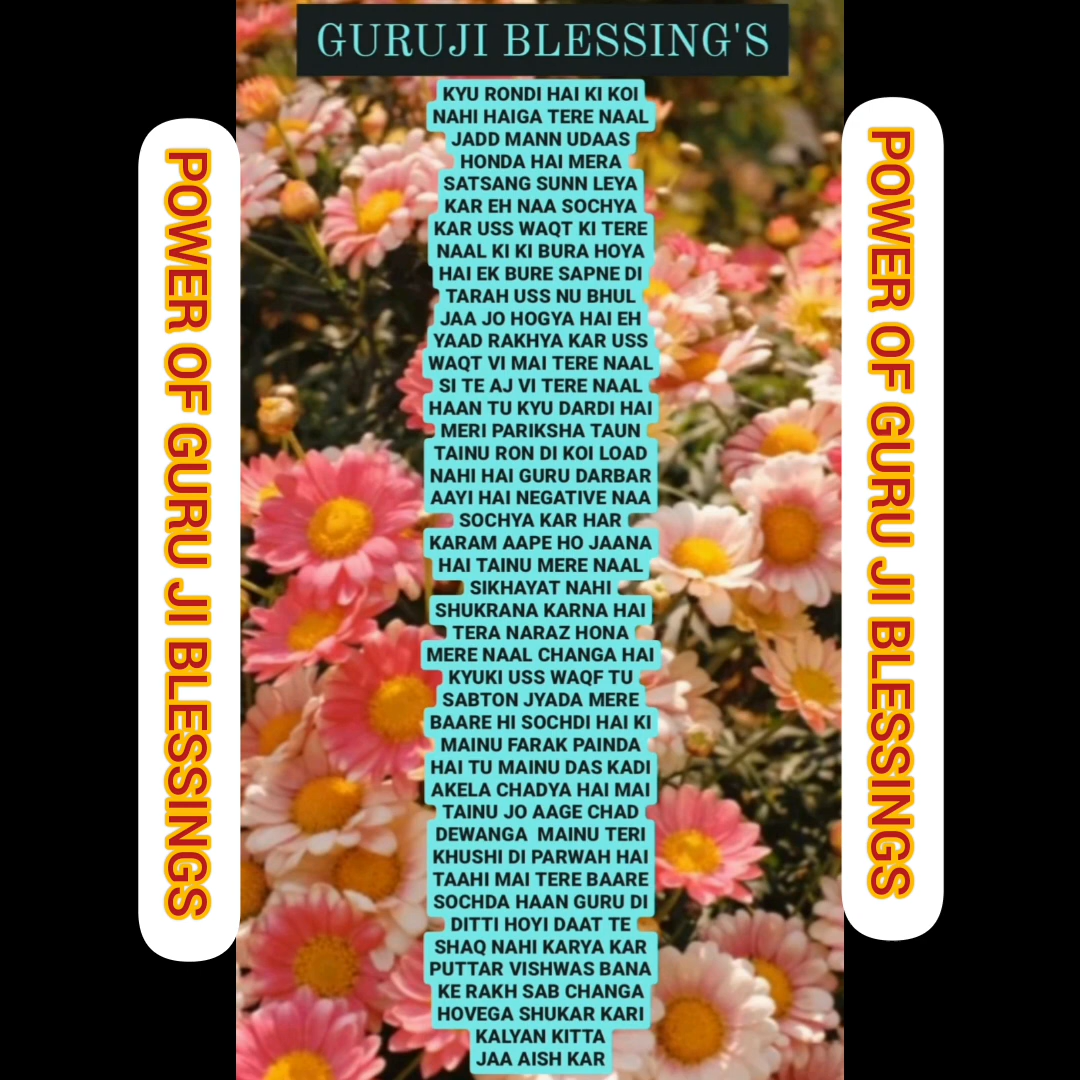 GURUJI BLESSING'S
POWER OF GURU JI BLESSINGS
KYU RONDI HAI KI KOI
NAHI HAIGA TERE NAAL
JADD MANN UDAAS
HONDA HAI MERA
SATSANG SUNN LEYA
KAR EH NAA SOCHYA
KAR USS WAQT KI TERE
NAAL KI KI BURA HOYA
HAI EK BURE SAPNE DI
TARAH USS NU BHUL
JAA JO HOGYA HAI EH
YAAD RAKHYA KAR USS
WAQT VI MAI TERE NAAL
SI TE AJ VI TERE NAAL
HAAN TU KYU DARDI HAI
MERI PARIKSHA TAUN
TAINU RON DI KOI LOAD
NAHI HAI GURU DARBAR
AAYI HAI NEGATIVE NAA
SOCHYA KAR HAR
KARAM AAPE HO JAANA
HAI TAINU MERE NAAL
SIKHAYAT NAHI
SHUKRANA KARNA HAI
TERA NARAZ HONA
MERE NAAL CHANGA HAI
KYUKI USS WAQF TU
SABTON JYADA MERE
BAARE HI SOCHDI HAI KI
MAINU FARAK PAINDA
HAI TU MAINU DAS KADI
AKELA CHADYA HAI MAI
TAINU JO AAGE CHAD
DEWANGA  MAINU TERI
KHUSHI DI PARWAH HAI
TAAHI MAI TERE BAARE
SOCHDA HAAN GURU DI
DITTI HOYI DAAT TE
SHAQ NAHI KARYA KAR
PUTTAR VISHWAS BANA
KE RAKH SAB CHANGA
HOVEGA SHUKAR KARI
KALYAN KITTA
JAA AISH KAR
POWER OF GURU JI BLESSINGS